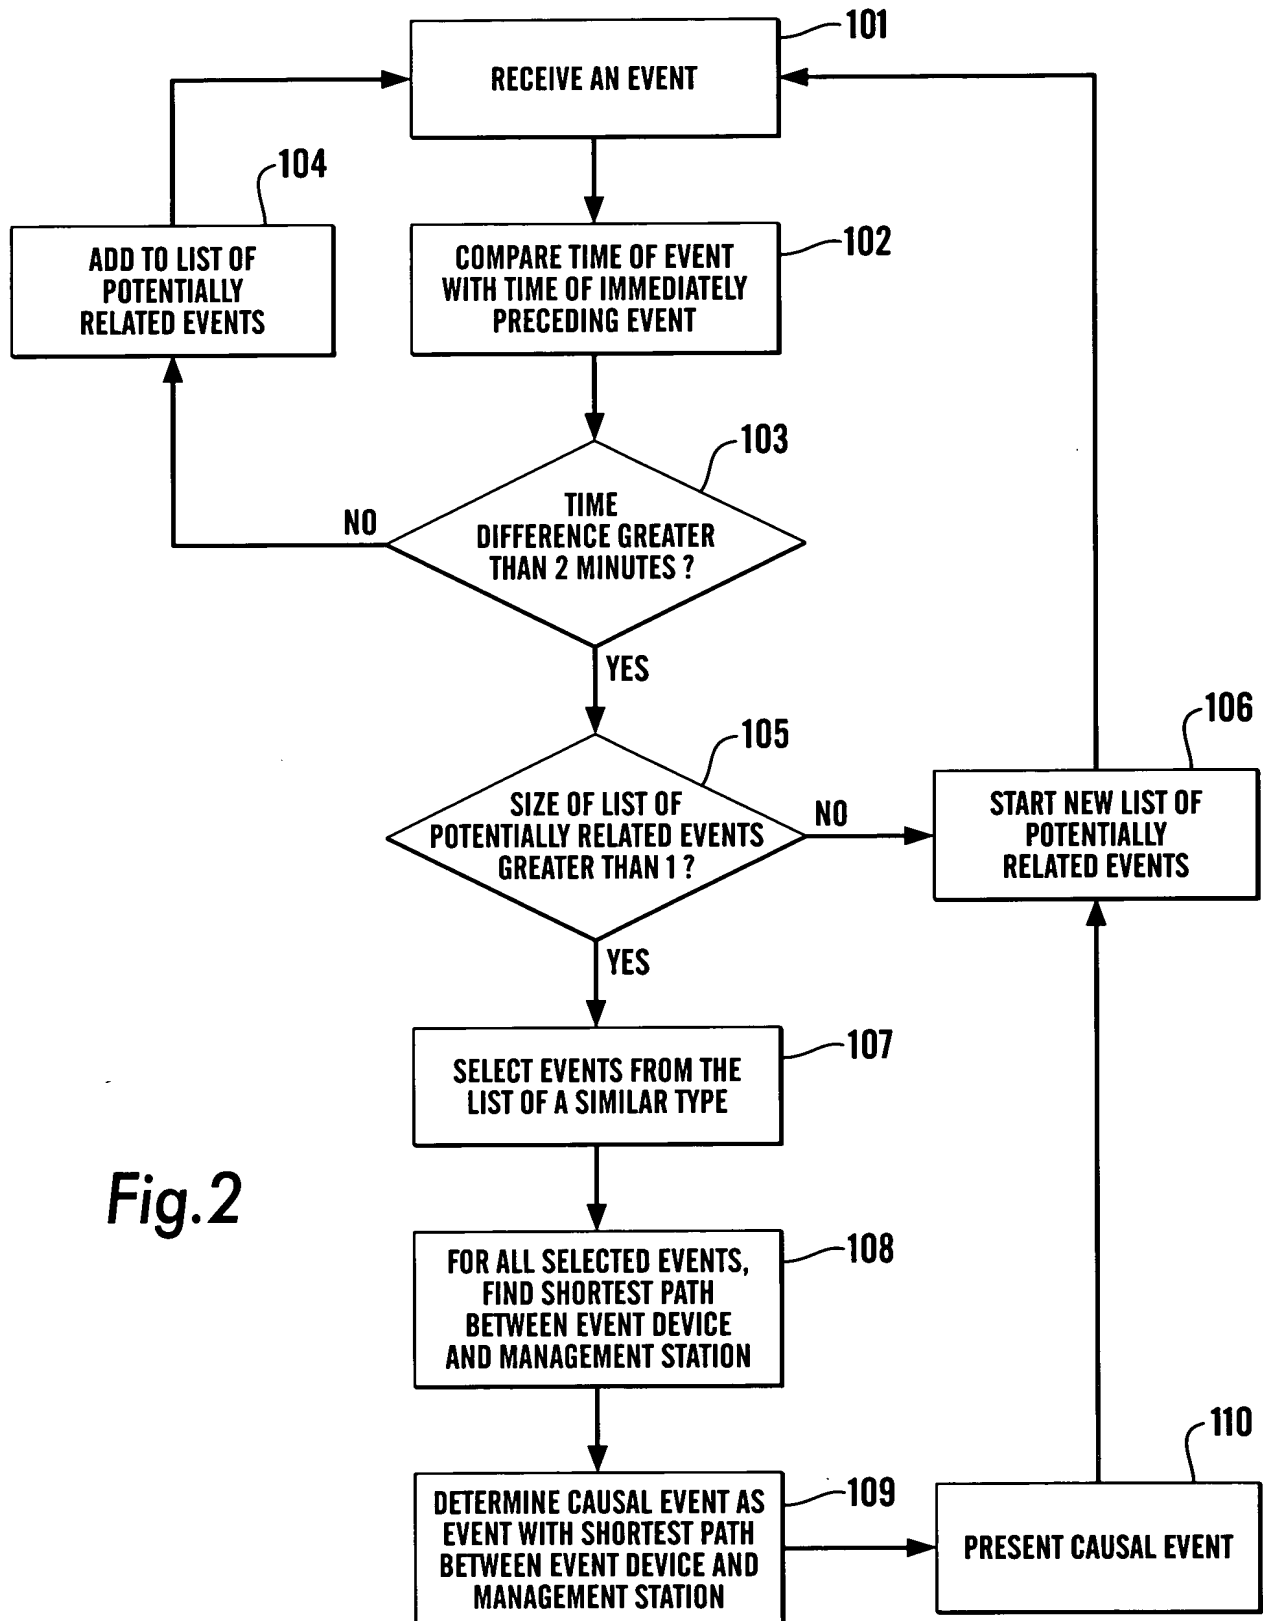 101
RECEIVE AN EVENT
104
ADD TO LIST OF
POTENTIALLY
RELATED EVENTS
102
COMPARE TIME OF EVENT
WITH TIME OF IMMEDIATELY
PRECEDING EVENT
103
TIME
DIFFERENCE GREATER
THAN 2 MINUTES ?
NO
YES
105
SIZE OF LIST OF
POTENTIALLY RELATED EVENTS
GREATER THAN 1 ?
NO
106
START NEW LIST OF
POTENTIALLY
RELATED EVENTS
YES
107
SELECT EVENTS FROM THE
LIST OF A SIMILAR TYPE
Fig.2
108
FOR ALL SELECTED EVENTS,
FIND SHORTEST PATH
BETWEEN EVENT DEVICE
AND MANAGEMENT STATION
109
DETERMINE CAUSAL EVENT AS
EVENT WITH SHORTEST PATH
BETWEEN EVENT DEVICE AND
MANAGEMENT STATION
110
PRESENT CAUSAL EVENT